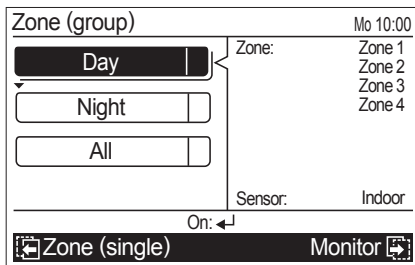 Zone (group) Mo 10:00
Day
Night
All
Zone: Zone 1
Zone 2
Zone 3
Zone 4
Sensor: Indoor
On:
Zone (single) Monitor